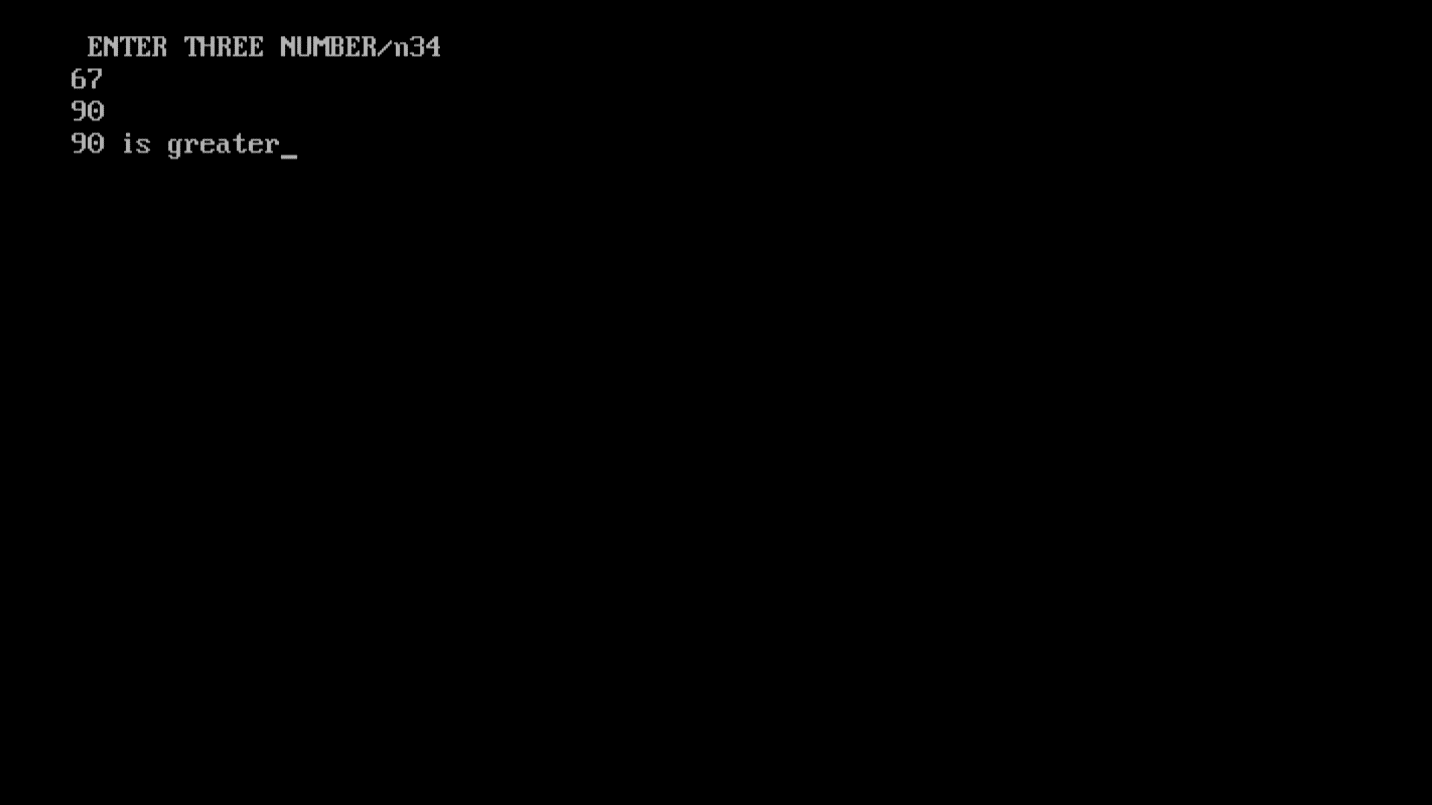 ENTER THREE NUMBER/n34
67
90
90 is greater_